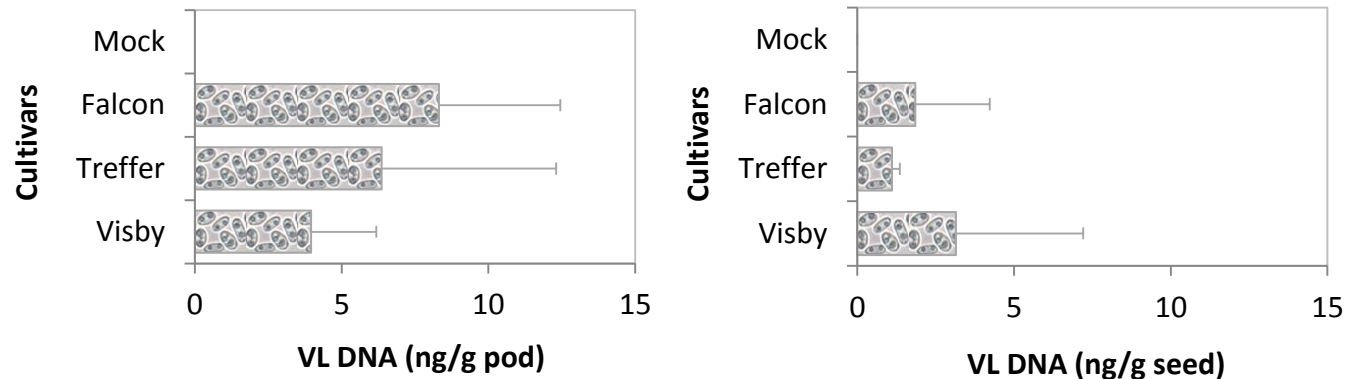 Cultivars
Mock
Falcon
Treffer
Visby
0 5 10 15
VL DNA (ng/g pod)
Cultivars
Mock
Falcon
Treffer
Visby
0 5 10 15
VL DNA (ng/g seed)